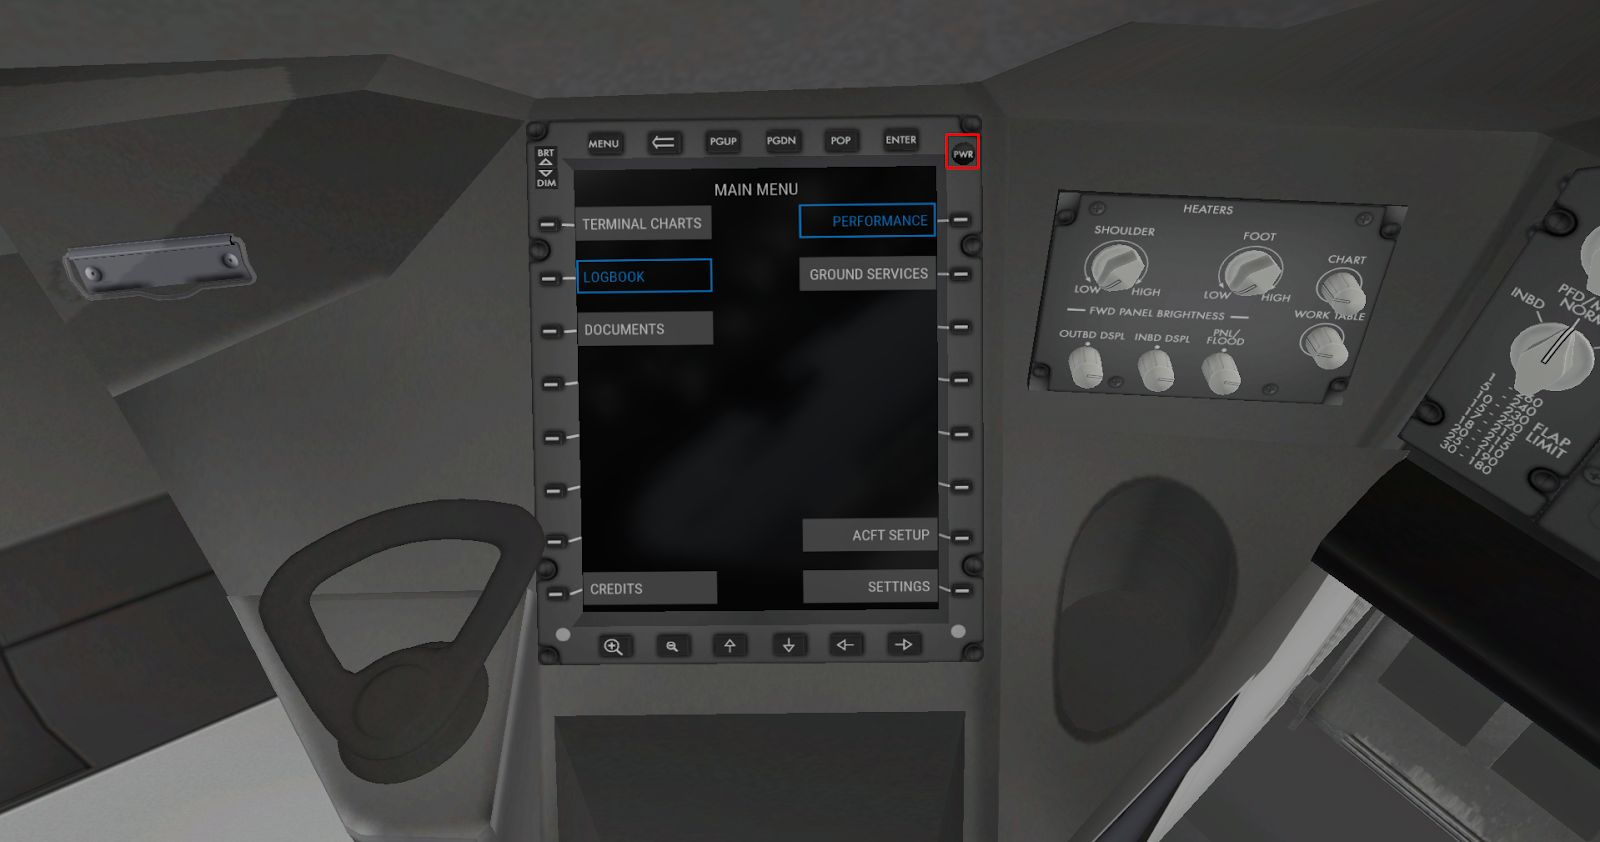 MENU
PGUP
PGDN
POP
ENTER
PWR
BRT
DIM
MAIN MENU
TERMINAL CHARTS
PERFORMANCE
LOGBOOK
GROUND SERVICES
DOCUMENTS
ACFT SETUP
CREDITS
SETTINGS
HEATERS
SHOULDER
FOOT
LOW
HIGH
LOW
HIGH
CHART
FWD PANEL BRIGHTNESS
WORK TABLE
OUTBD DSPL
INBD DSPL
PNL/
FLOOD
INBD
NORM
FLAP
LIMIT